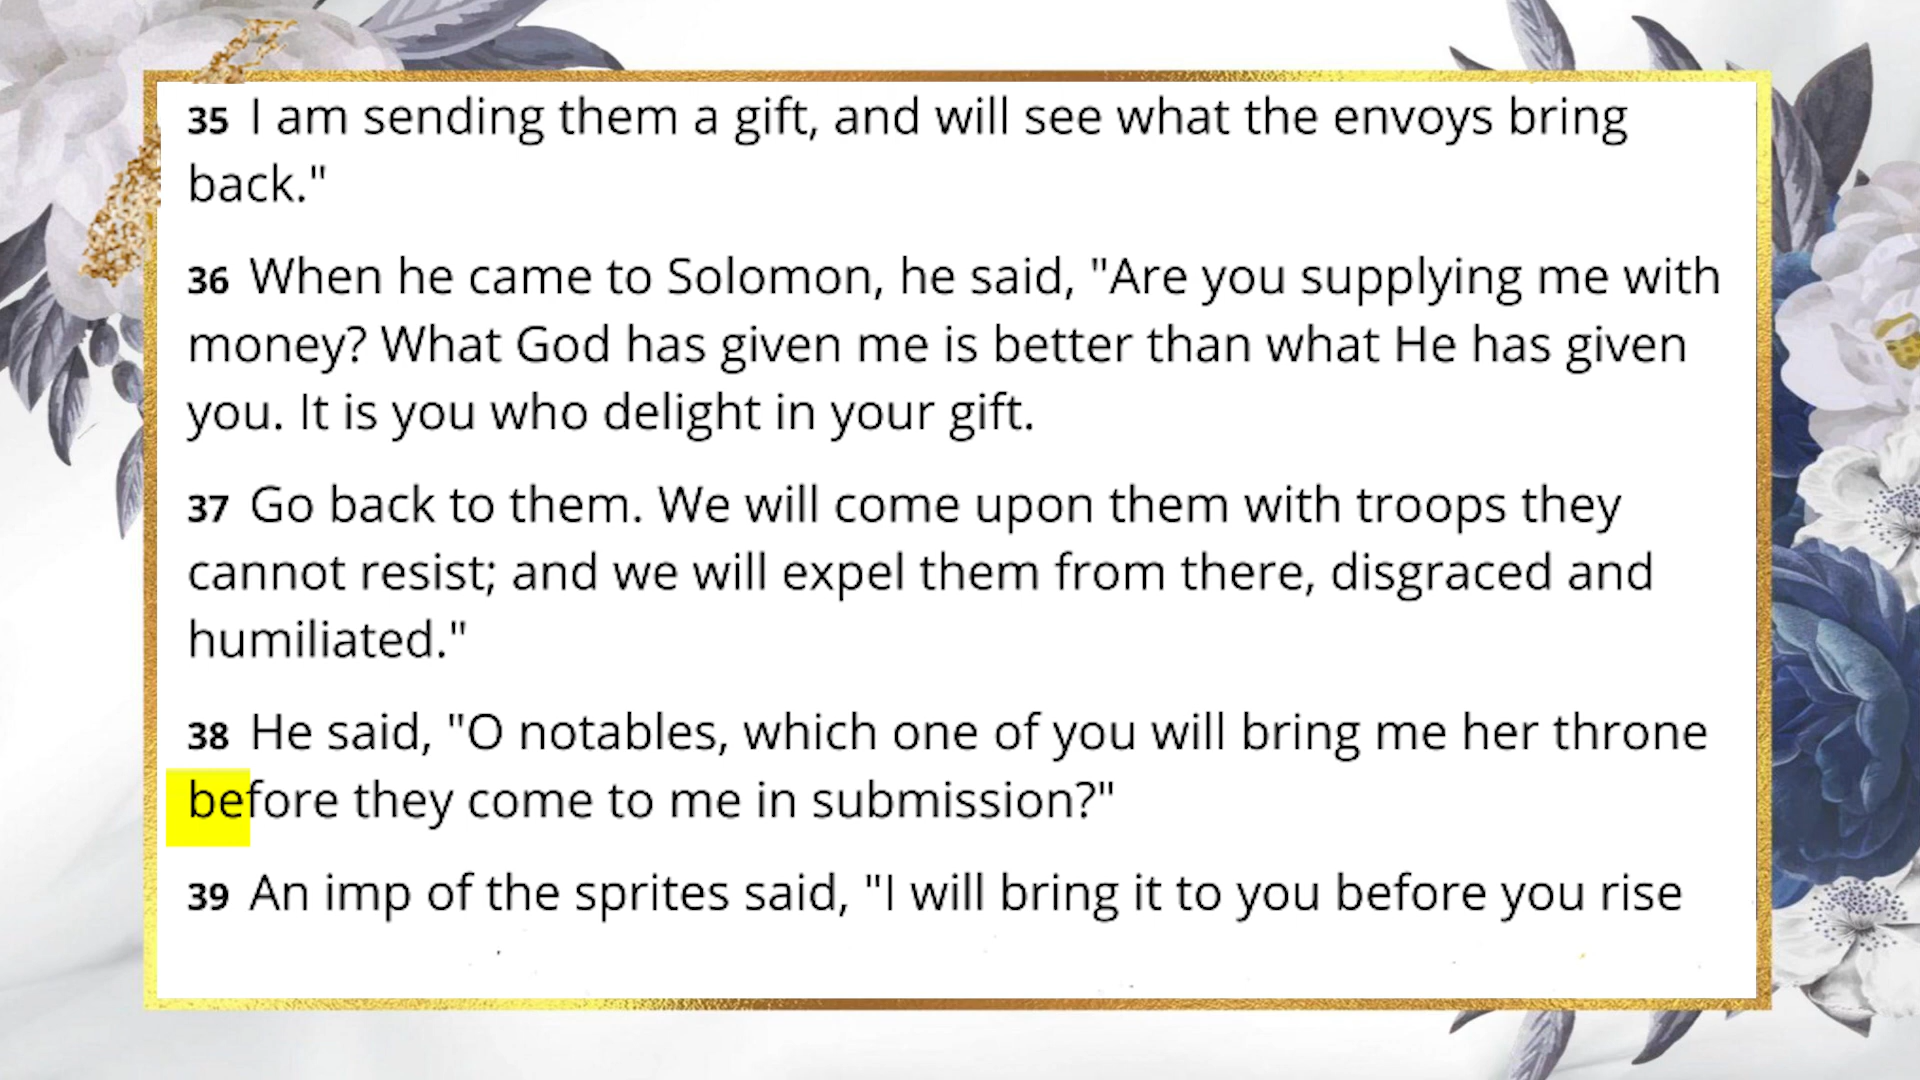 35 I am sending them a gift, and will see what the envoys bring
back."
36 When he came to Solomon, he said, "Are you supplying me with
money? What God has given me is better than what He has given
you. It is you who delight in your gift.
37 Go back to them. We will come upon them with troops they
cannot resist; and we will expel them from there, disgraced and
humiliated."
38 He said, "O notables, which one of you will bring me her throne
before they come to me in submission?"
39 An imp of the sprites said, "I will bring it to you before you rise